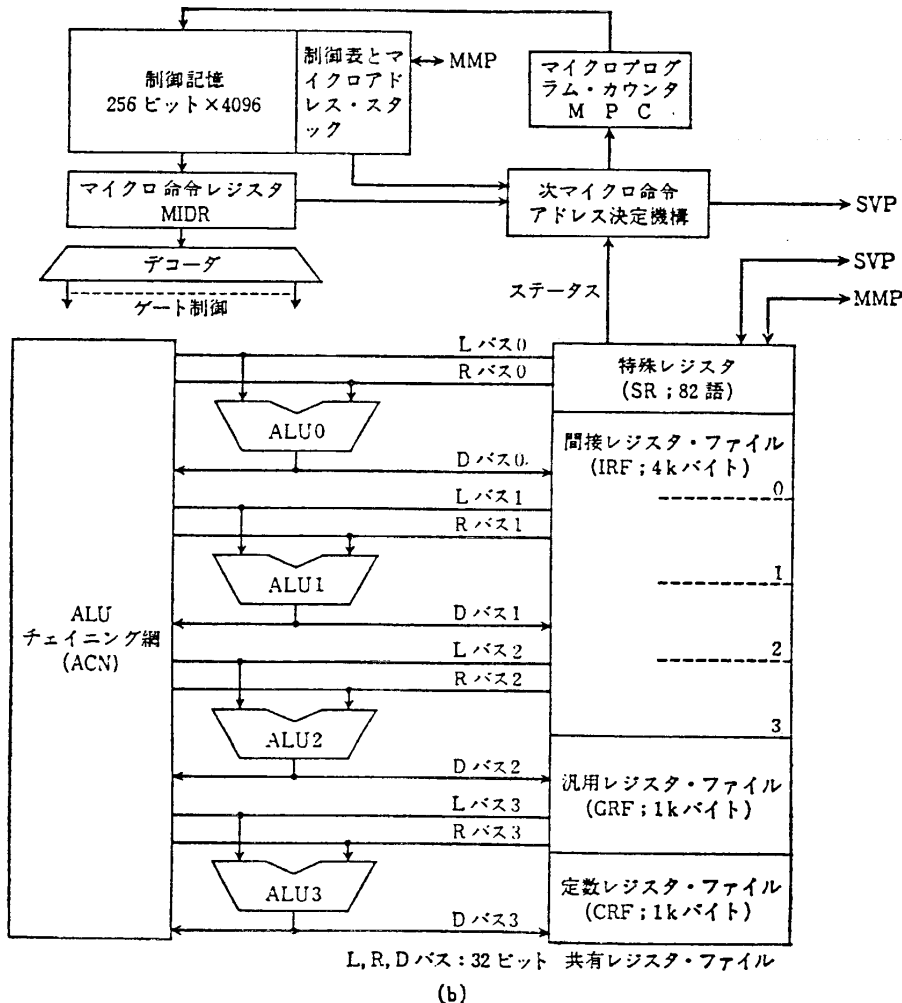 制御記憶
256 ビット×4096
制御表とマ
イクロアド
レス・スタ
ック
MMP
マイクロプログ
ラム・カウンタ
M P C
マイクロ命令レジスタ
MIDR
次マイクロ命令
アドレス決定機構
SVP
デコーダ
SVP
ゲート制御
ステータス
MMP
Lバス0
Rバス0
特殊レジスタ
(SR;82語)
ALU0
間接レジスタ・ファイル
(IRF;4kバイト)
Dバス0
0
Lバス1
Rバス1
ALU1
1
Dバス1
ALU
チェイニング網
(ACN)
Lバス2
2
Rバス2
ALU2
3
Dバス2
汎用レジスタ・ファイル
(GRF;1kバイト)
Lバス3
Rバス3
ALU3
定数レジスタ・ファイル
(CRF;1kバイト)
Dバス3
L,R,Dバス:32ビット 共有レジスタ・ファイル
(b)